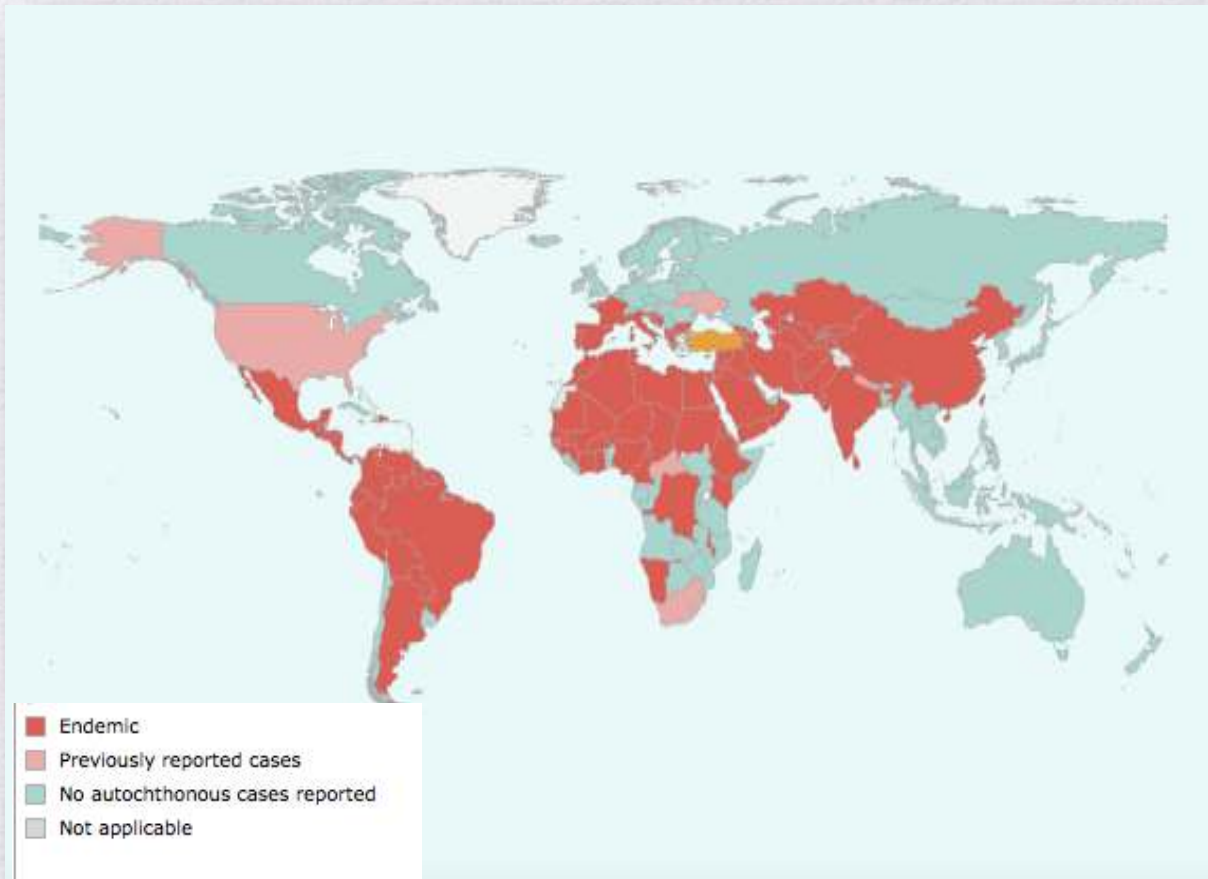 Endemic
Previously reported cases
No autochthonous cases reported
Not applicable